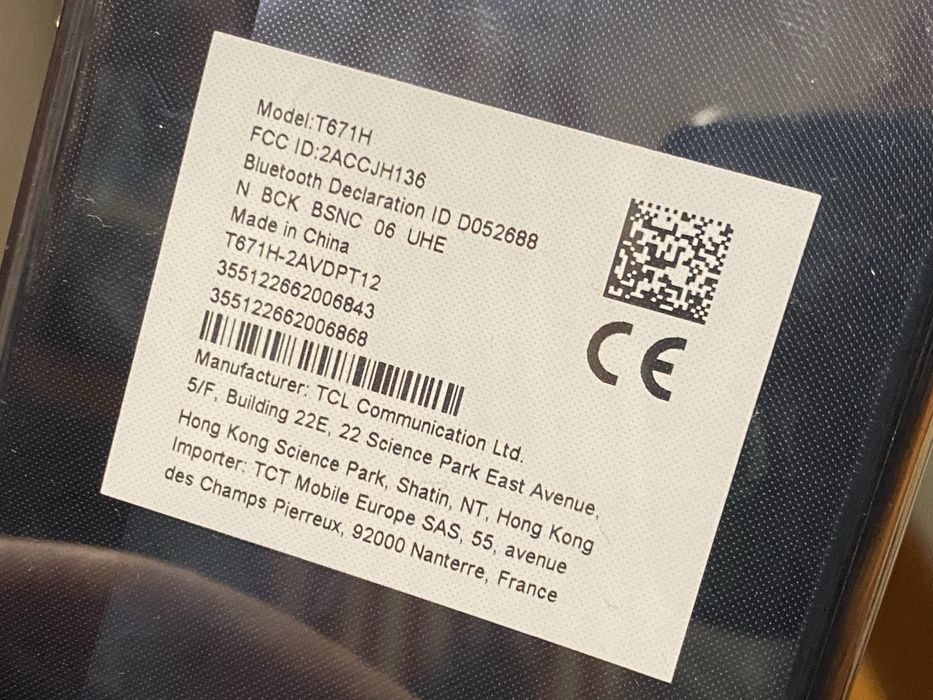 Model:T671H
FCC ID:2ACCJH136
Bluetooth Declaration ID D052688
N BCK BSNC 06 UHE
Made in China
T671H-2AVDPT12
355122662006843
355122662006868
Manufacturer: TCL Communication Ltd.
5/F, Building 22E, 22 Science Park East Avenue,
Hong Kong Science Park, Shatin, NT, Hong Kong
Importer: TCT Mobile Europe SAS, 55, avenue
des Champs Pierreux, 92000 Nanterre, France
CE